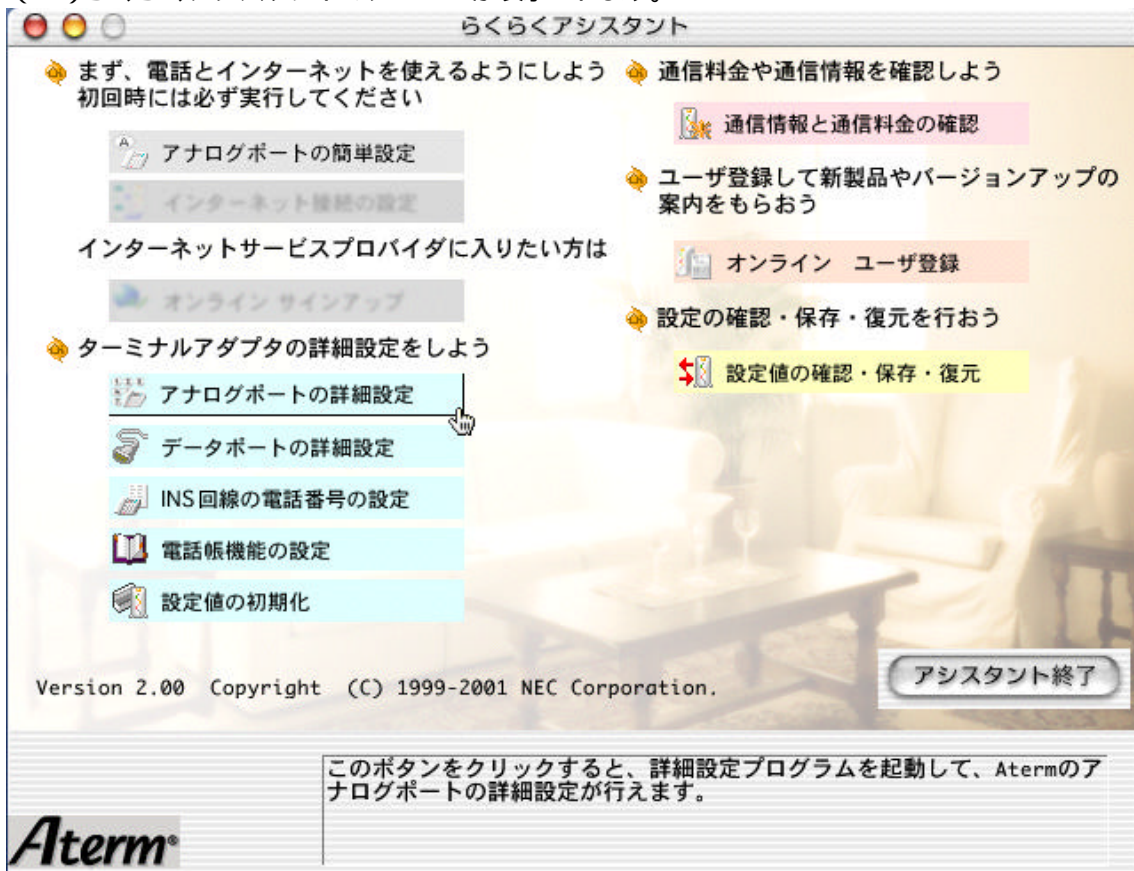 らくらくアシスタント
まず、電話とインターネットを使えるようにしよう
初回時には必ず実行してください
アナログポートの簡単設定
インターネット接続の設定
インターネットサービスプロバイダに入りたい方は
オンライン サインアップ
ターミナルアダプタの詳細設定をしよう
アナログポートの詳細設定
データポートの詳細設定
INS回線の電話番号の設定
電話帳機能の設定
設定値の初期化
通信料金や通信情報を確認しよう
通信情報と通信料金の確認
ユーザ登録して新製品やバージョンアップの
案内をもらおう
オンライン ユーザ登録
設定の確認・保存・復元を行おう
設定値の確認・保存・復元
Version 2.00 Copyright (C) 1999-2001 NEC Corporation.
アシスタント終了
このボタンをクリックすると、詳細設定プログラムを起動して、Atermのア
ナログポートの詳細設定が行えます。
Aterm